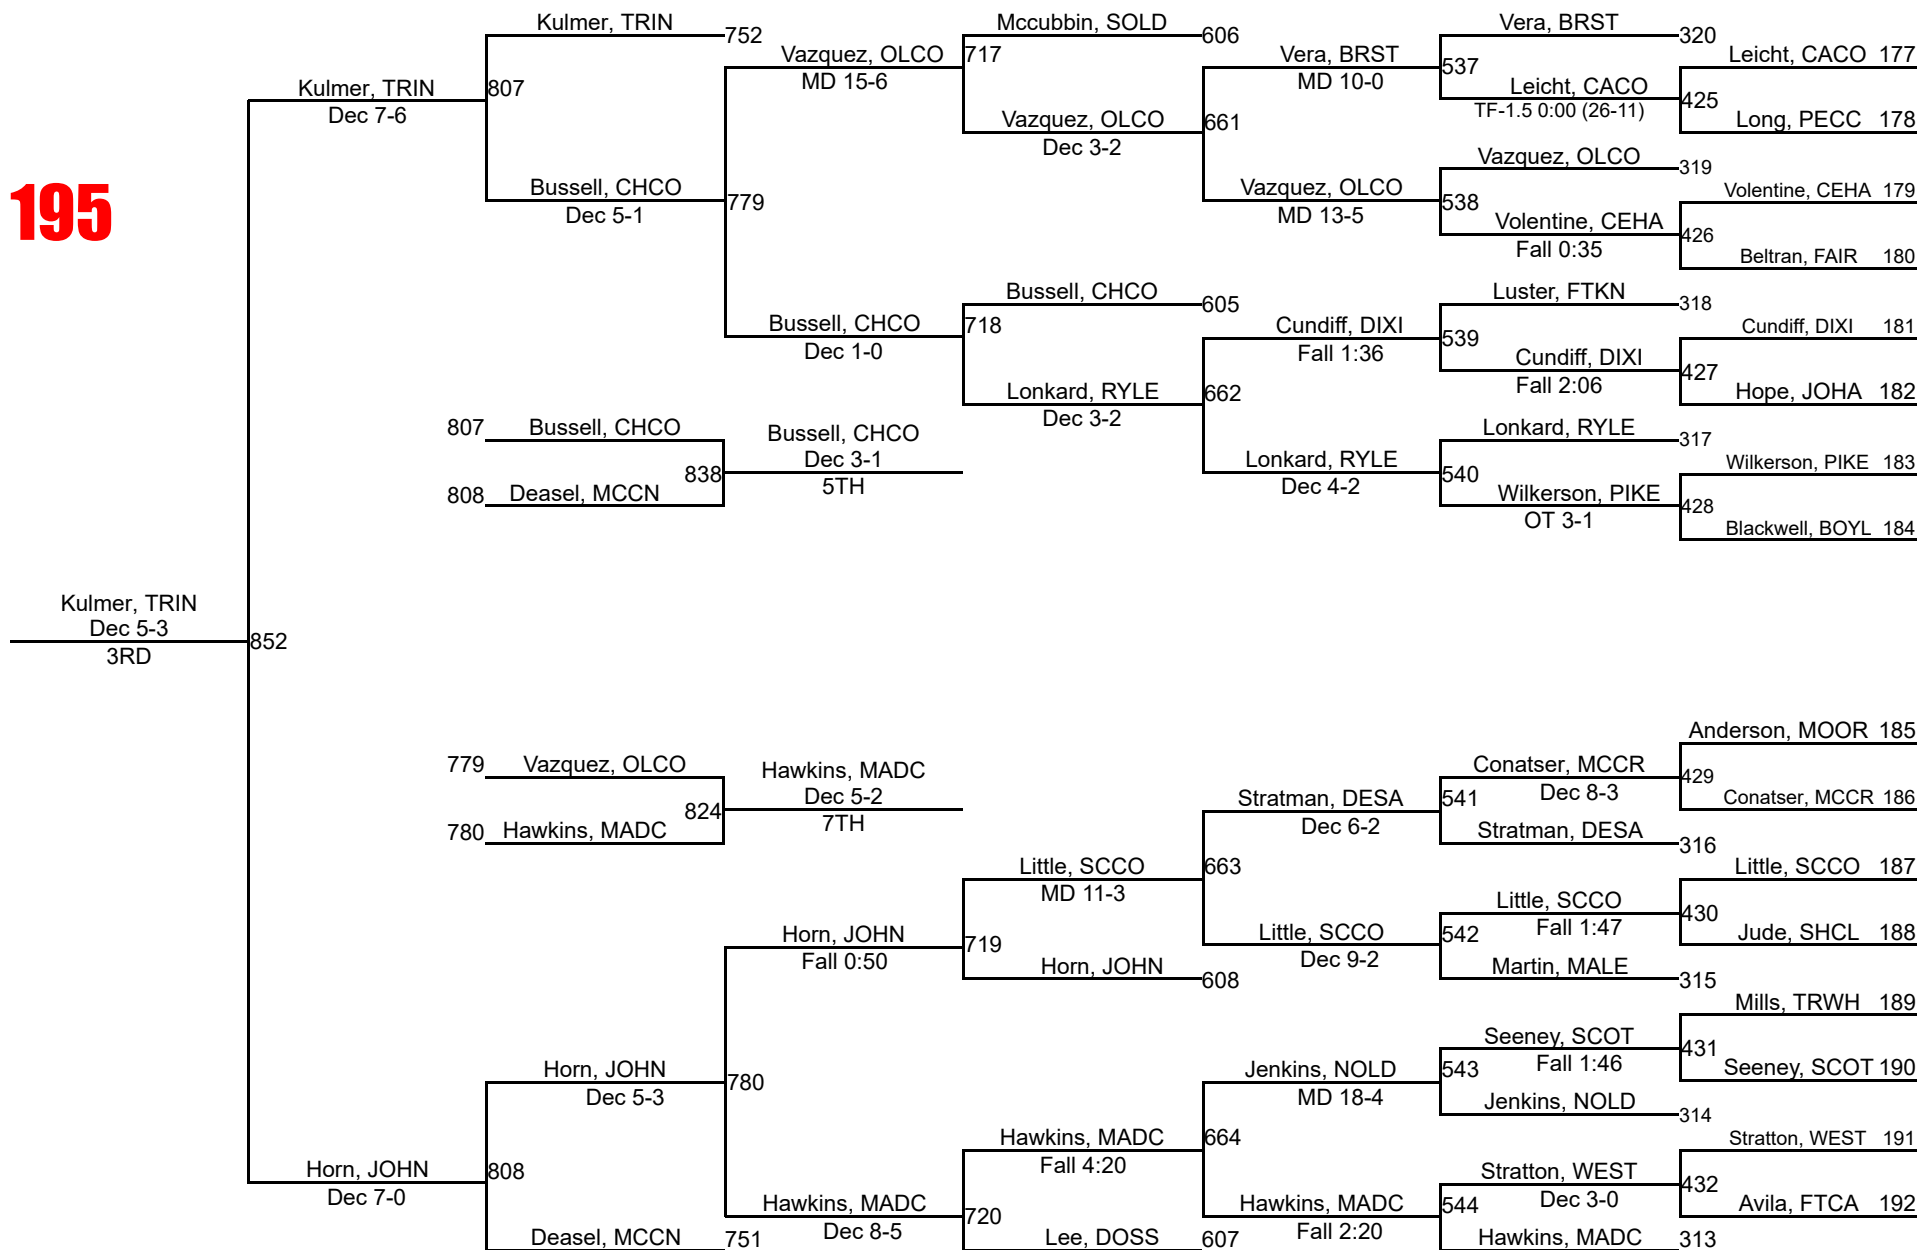 195
Kulmer, TRIN
Dec 5-3
3RD
852
Kulmer, TRIN
Dec 7-6
807
Kulmer, TRIN
752
Bussell, CHCO
Dec 5-1
779
Vazquez, OLCO
MD 15-6
717
Mccubbin, SOLD
606
Vazquez, OLCO
Dec 3-2
661
Vera, BRST
MD 10-0
537
Vera, BRST
320
Leicht, CACO
TF-1.5 0:00 (26-11)
425
Leicht, CACO 177
Long, PECC 178
Vazquez, OLCO
MD 13-5
538
Vazquez, OLCO
319
Volentine, CEHA
Fall 0:35
426
Volentine, CEHA 179
Beltran, FAIR 180
Bussell, CHCO
Dec 1-0
718
Bussell, CHCO
605
Lonkard, RYLE
Dec 3-2
662
Cundiff, DIXI
Fall 1:36
539
Luster, FTKN
318
Cundiff, DIXI
Fall 2:06
427
Cundiff, DIXI 181
Hope, JOHA 182
Lonkard, RYLE
Dec 4-2
540
Lonkard, RYLE
317
Wilkerson, PIKE
OT 3-1
428
Wilkerson, PIKE 183
Blackwell, BOYL 184
807 Bussell, CHCO
808 Deasel, MCCN
838
Bussell, CHCO
Dec 3-1
5TH
779 Vazquez, OLCO
780 Hawkins, MADC
824
Hawkins, MADC
Dec 5-2
7TH
Horn, JOHN
Dec 7-0
808
Horn, JOHN
Dec 5-3
780
Horn, JOHN
Fall 0:50
719
Little, SCCO
MD 11-3
663
Stratman, DESA
Dec 6-2
541
Conatser, MCCR
Dec 8-3
429
Anderson, MOOR 185
Conatser, MCCR 186
Stratman, DESA
316
Little, SCCO
Dec 9-2
542
Little, SCCO
Fall 1:47
430
Little, SCCO 187
Jude, SHCL 188
Martin, MALE
315
Horn, JOHN
608
Hawkins, MADC
Dec 8-5
720
Hawkins, MADC
Fall 4:20
664
Jenkins, NOLD
MD 18-4
543
Seeney, SCOT
Fall 1:46
431
Mills, TRWH 189
Seeney, SCOT 190
Jenkins, NOLD
314
Hawkins, MADC
Fall 2:20
544
Stratton, WEST
Dec 3-0
432
Stratton, WEST 191
Avila, FTCA 192
Hawkins, MADC
313
Lee, DOSS
607
Deasel, MCCN
751